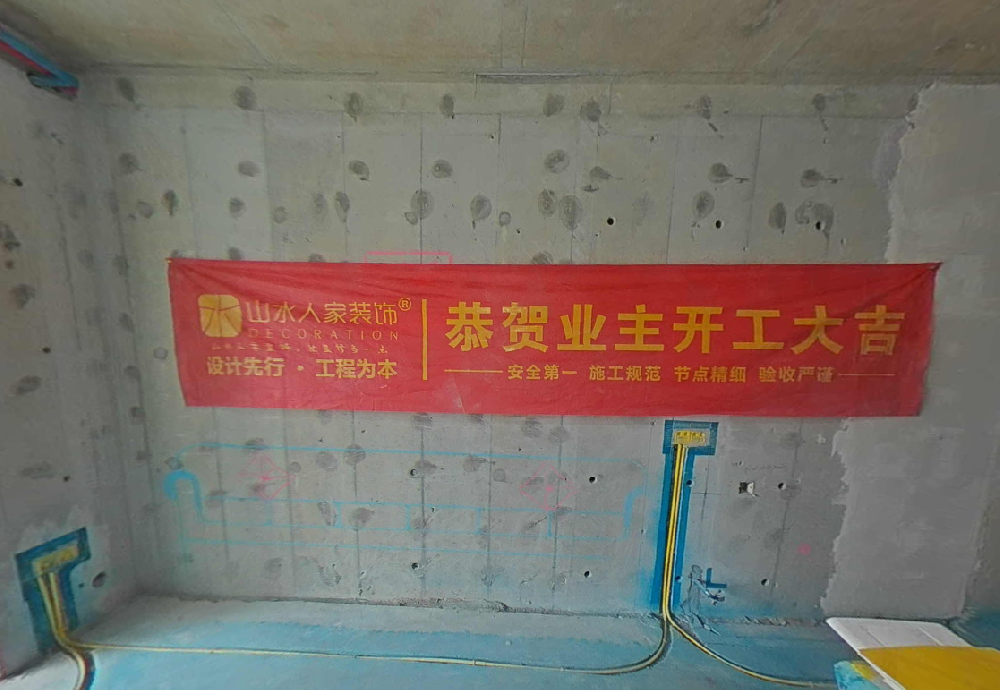 山水人家装饰®
DECORATION
设计先行·工程为本
恭贺业主开工大吉
安全第一 施工规范 节点精细 验收严谨